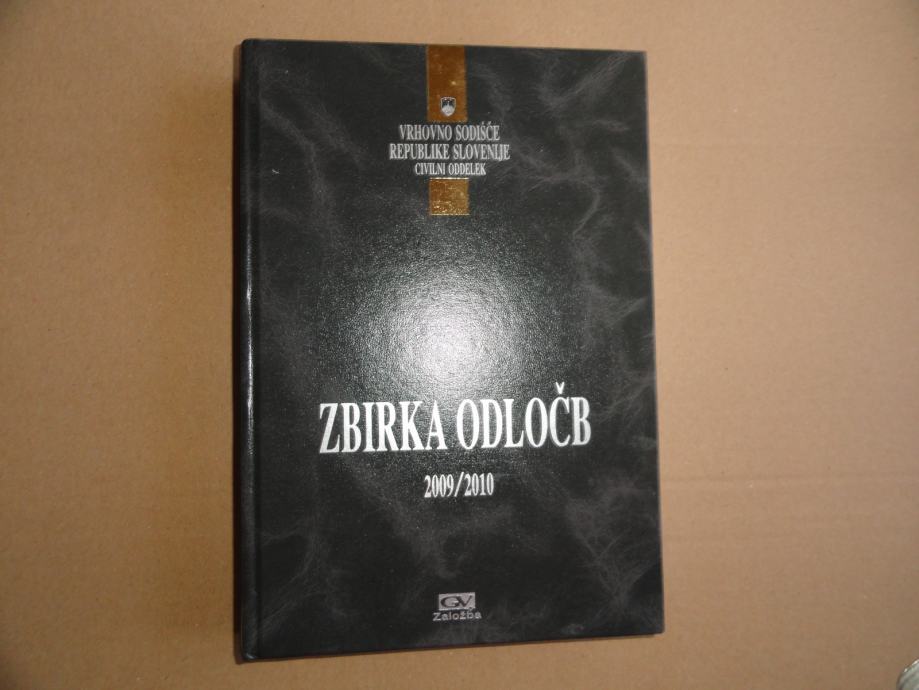 VRHOVNO SODIŠČE
REPUBLIKE SLOVENIJE
CIVILNI ODDELEK
ZBIRKA ODLOČB
2009/2010
GV
Založba